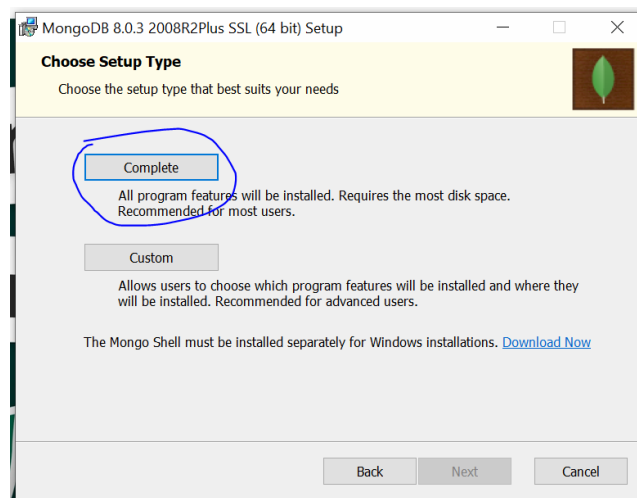 MongoDB 8.0.3 2008R2Plus SSL (64 bit) Setup
Choose Setup Type
Choose the setup type that best suits your needs
Complete
All program features will be installed. Requires the most disk space.
Recommended for most users.
Custom
Allows users to choose which program features will be installed and where they
will be installed. Recommended for advanced users.
The Mongo Shell must be installed separately for Windows installations. Download Now
Back Next Cancel